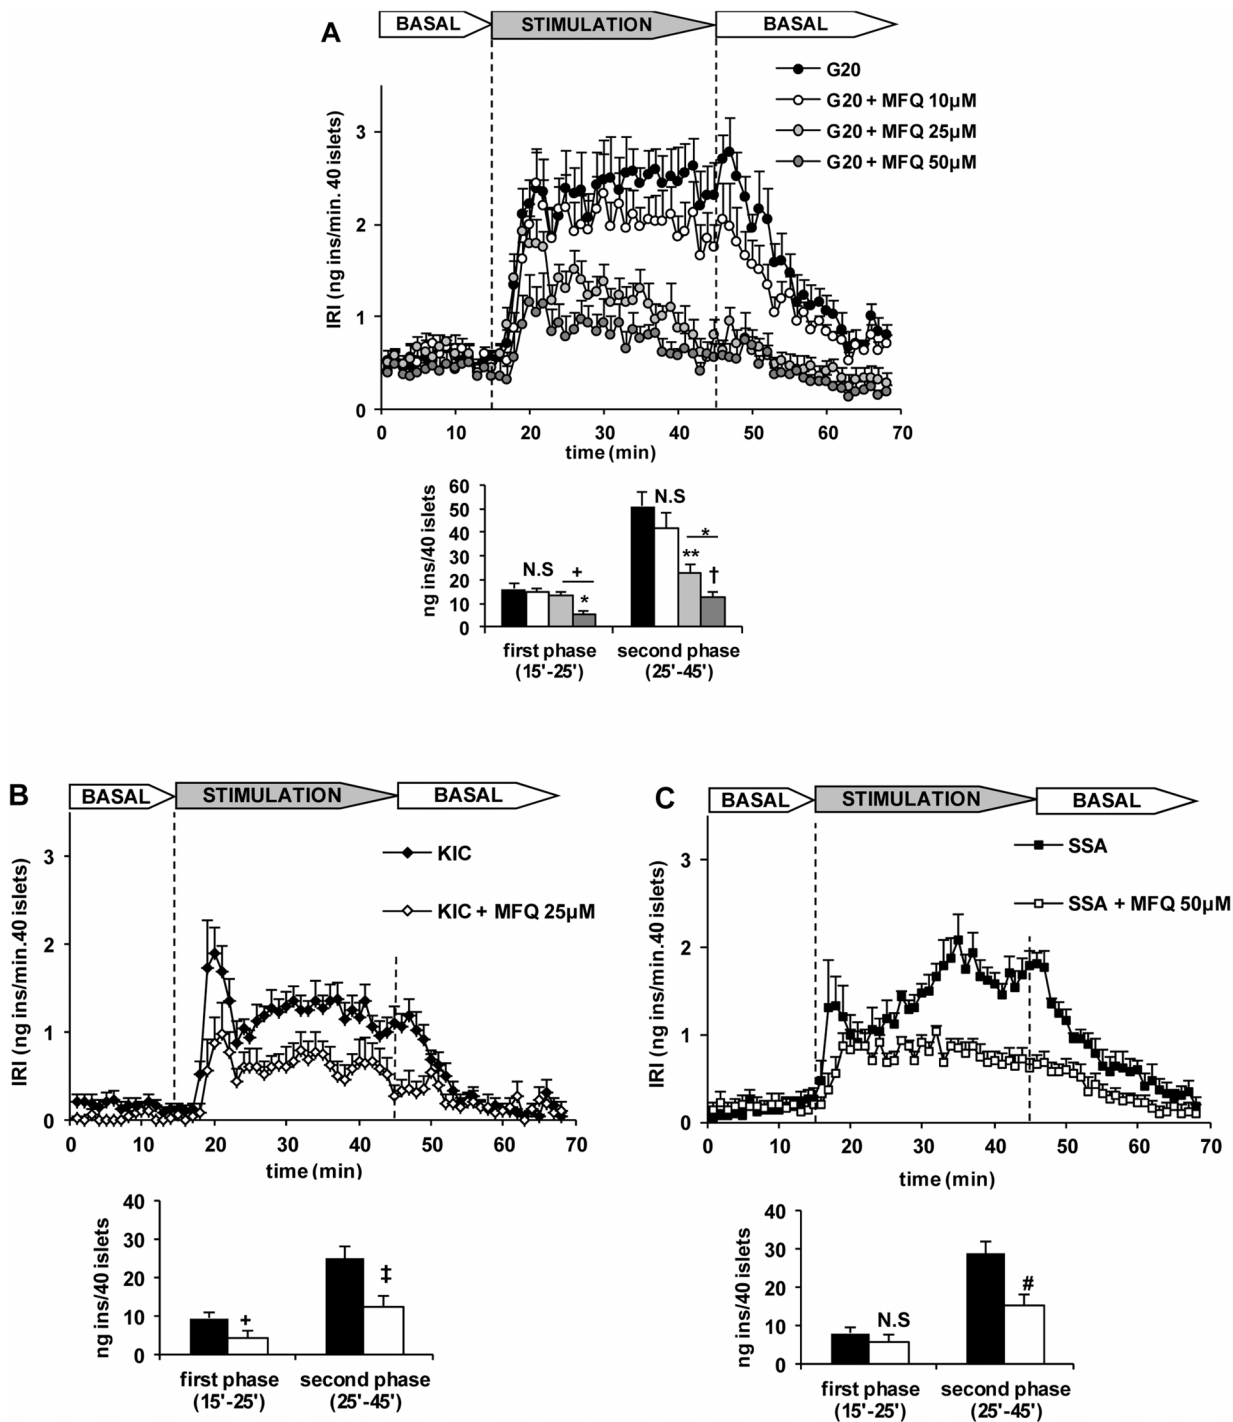 A
BASAL STIMULATION BASAL
G20
G20 + MFQ 10µM
G20 + MFQ 25µM
G20 + MFQ 50µM
IRI (ng ins/min. 40 islets)
3
2
1
0
0 10 20 30 40 50 60 70
time (min)
ng ins/40 islets
60
50
40
30
20
10
0
N.S + *
N.S ** * †
first phase
(15'-25')
second phase
(25'-45')
B
BASAL STIMULATION BASAL
KIC
KIC + MFQ 25µM
IRI (ng ins/min.40 islets)
3
2
1
0
0 10 20 30 40 50 60 70
time (min)
ng ins/40 islets
40
30
20
10
0
+ ‡
first phase
(15'-25')
second phase
(25'-45')
C
BASAL STIMULATION BASAL
SSA
SSA + MFQ 50µM
IRI (ng ins/min.40 islets)
3
2
1
0
0 10 20 30 40 50 60 70
time (min)
ng ins/40 islets
40
30
20
10
0
N.S #
first phase
(15'-25')
second phase
(25'-45')